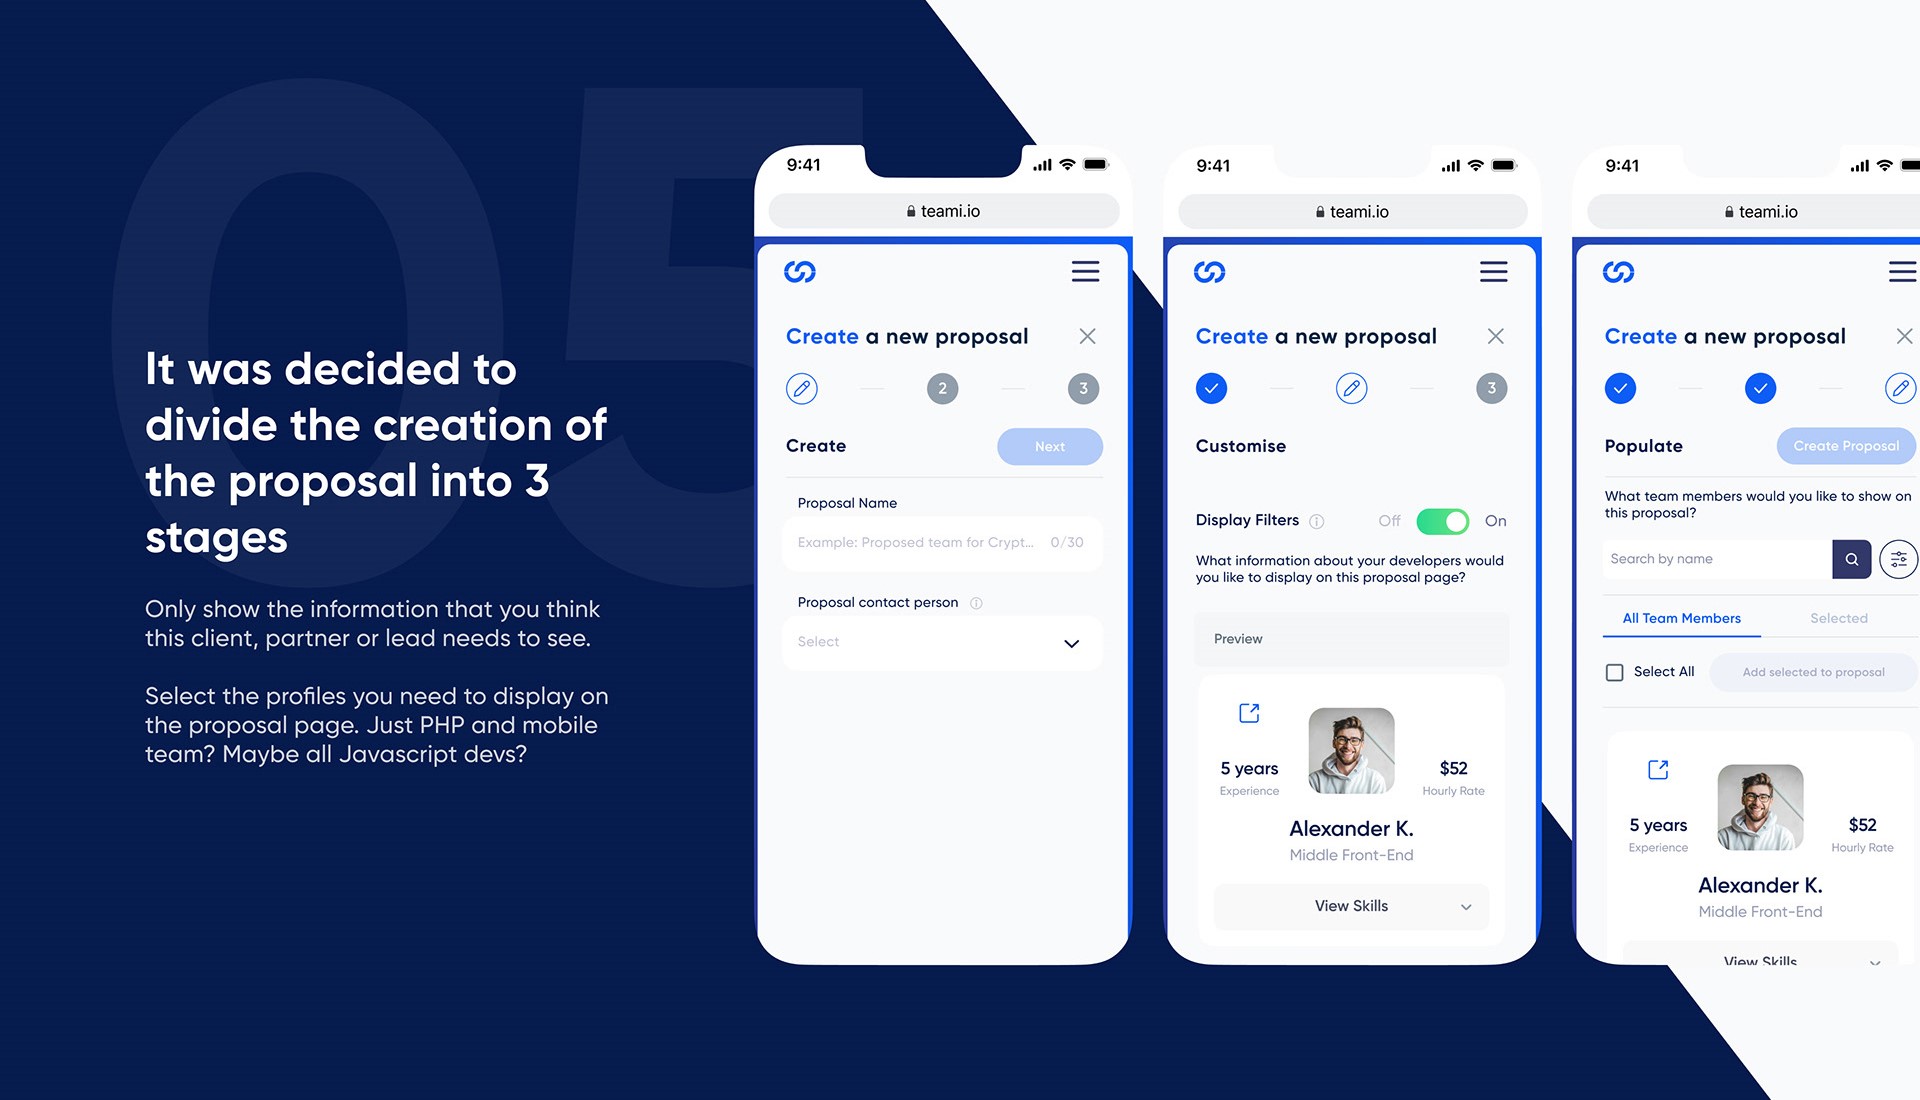 05
It was decided to
divide the creation of
the proposal into 3
stages
Only show the information that you think
this client, partner or lead needs to see.
Select the profiles you need to display on
the proposal page. Just PHP and mobile
team? Maybe all Javascript devs?
9:41
teami.io
Create a new proposal
2
3
Create
Next
Proposal Name
Example: Proposed team for Crypt...
0/30
Proposal contact person
Select
9:41
teami.io
Create a new proposal
3
Customise
Display Filters
Off
On
What information about your developers would
you like to display on this proposal page?
Preview
5 years
Experience
$52
Hourly Rate
Alexander K.
Middle Front-End
View Skills
9:41
teami.io
Create a new proposal
Populate
Create Proposal
What team members would you like to show on
this proposal?
Search by name
All Team Members
Selected
Select All
Add selected to proposal
5 years
Experience
$52
Hourly Rate
Alexander K.
Middle Front-End
View Skills